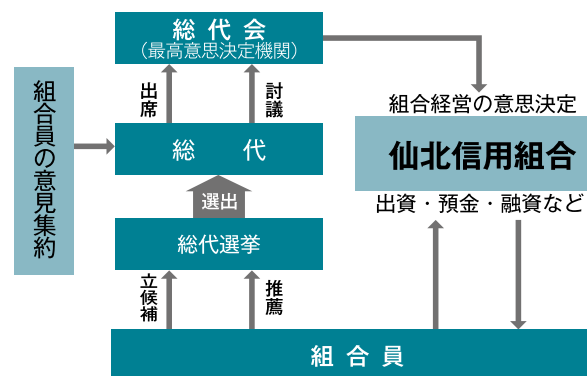 総代会
（最高意思決定機関）
組合員の意見集約
出席
討議
組合経営の意思決定
総代
仙北信用組合
選出
出資・預金・融資など
総代選挙
立候補
推薦
組合員